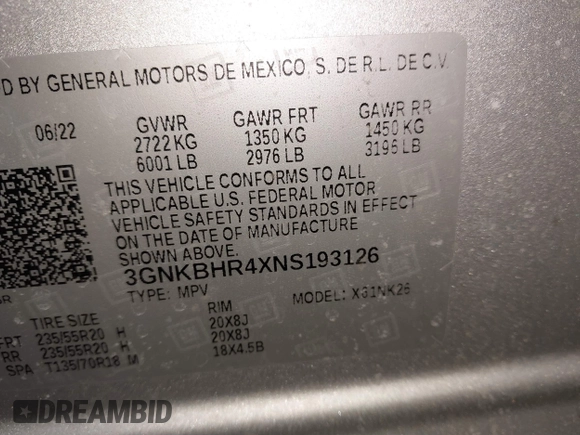 D BY GENERAL MOTORS DE MEXICO, S. DE R.L. DE C.V.
06/22 GVWR GAWR FRT GAWR RR
2722 KG 1350 KG 1450 KG
6001 LB 2976 LB 3196 LB
THIS VEHICLE CONFORMS TO ALL
APPLICABLE U.S. FEDERAL MOTOR
VEHICLE SAFETY STANDARDS IN EFFECT
ON THE DATE OF MANUFACTURE
SHOWN ABOVE.
3GNKBHR4XNS193126
TYPE: MPV MODEL: X31NK26
TIRE SIZE RIM
FRT 235/55R20 H 20X8J
RR 235/55R20 H 20X8J
SPA T135/70R18 M 18X4.5B
DREAMBID